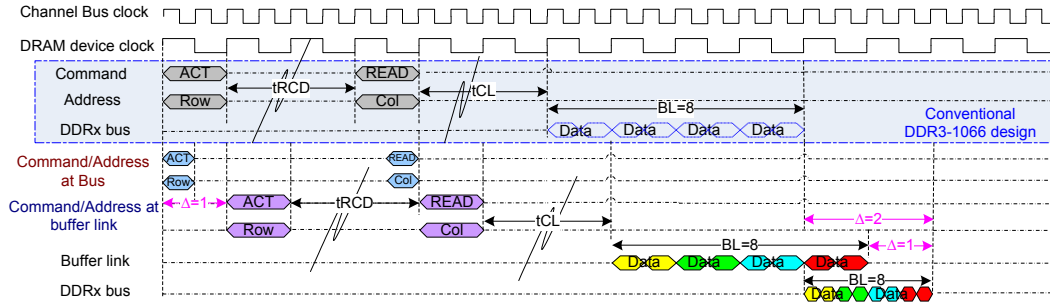 Channel Bus clock
DRAM device clock
Command
ACT
READ
tRCD
tCL
Address
Row
Col
BL=8
DDRx bus
Data
Data
Data
Data
Conventional
DDR3-1066 design
Command/Address
at Bus
ACT
READ
Row
Col
Command/Address at
buffer link
Δ=1
ACT
tRCD
READ
Row
Col
tCL
Δ=2
BL=8
Δ=1
Buffer link
Data
Data
Data
Data
BL=8
DDRx bus
Data
Data